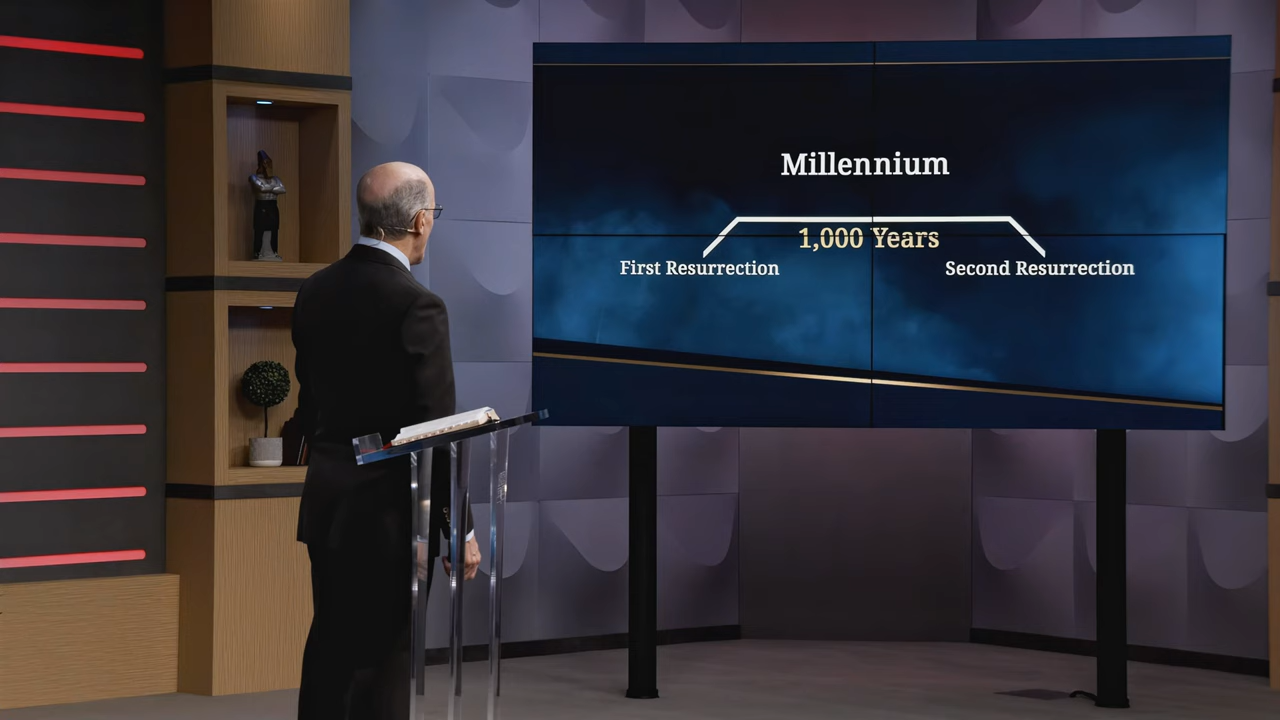 Millennium
1,000 Years
First Resurrection
Second Resurrection